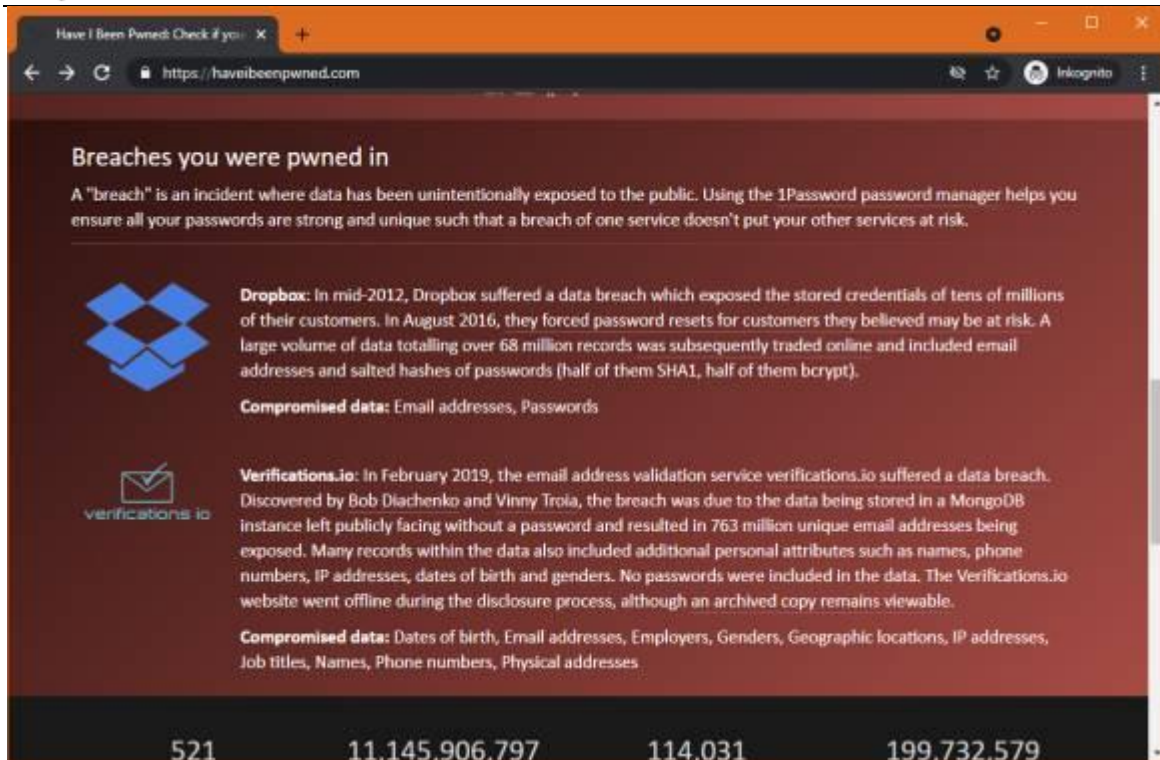 Have I Been Pwned: Check if you
https://haveibeenpwned.com
Inkognito
Breaches you were pwned in
A "breach" is an incident where data has been unintentionally exposed to the public. Using the 1Password password manager helps you
ensure all your passwords are strong and unique such that a breach of one service doesn't put your other services at risk.
Dropbox: In mid-2012, Dropbox suffered a data breach which exposed the stored credentials of tens of millions
of their customers. In August 2016, they forced password resets for customers they believed may be at risk. A
large volume of data totalling over 68 million records was subsequently traded online and included email
addresses and salted hashes of passwords (half of them SHA1, half of them bcrypt).
Compromised data: Email addresses, Passwords
verifications io
Verifications.io: In February 2019, the email address validation service verifications.io suffered a data breach.
Discovered by Bob Diachenko and Vinny Troia, the breach was due to the data being stored in a MongoDB
instance left publicly facing without a password and resulted in 763 million unique email addresses being
exposed. Many records within the data also included additional personal attributes such as names, phone
numbers, IP addresses, dates of birth and genders. No passwords were included in the data. The Verifications.io
website went offline during the disclosure process, although an archived copy remains viewable.
Compromised data: Dates of birth, Email addresses, Employers, Genders, Geographic locations, IP addresses,
Job titles, Names, Phone numbers, Physical addresses
521 11,145,906,797 114,031 199,732,579